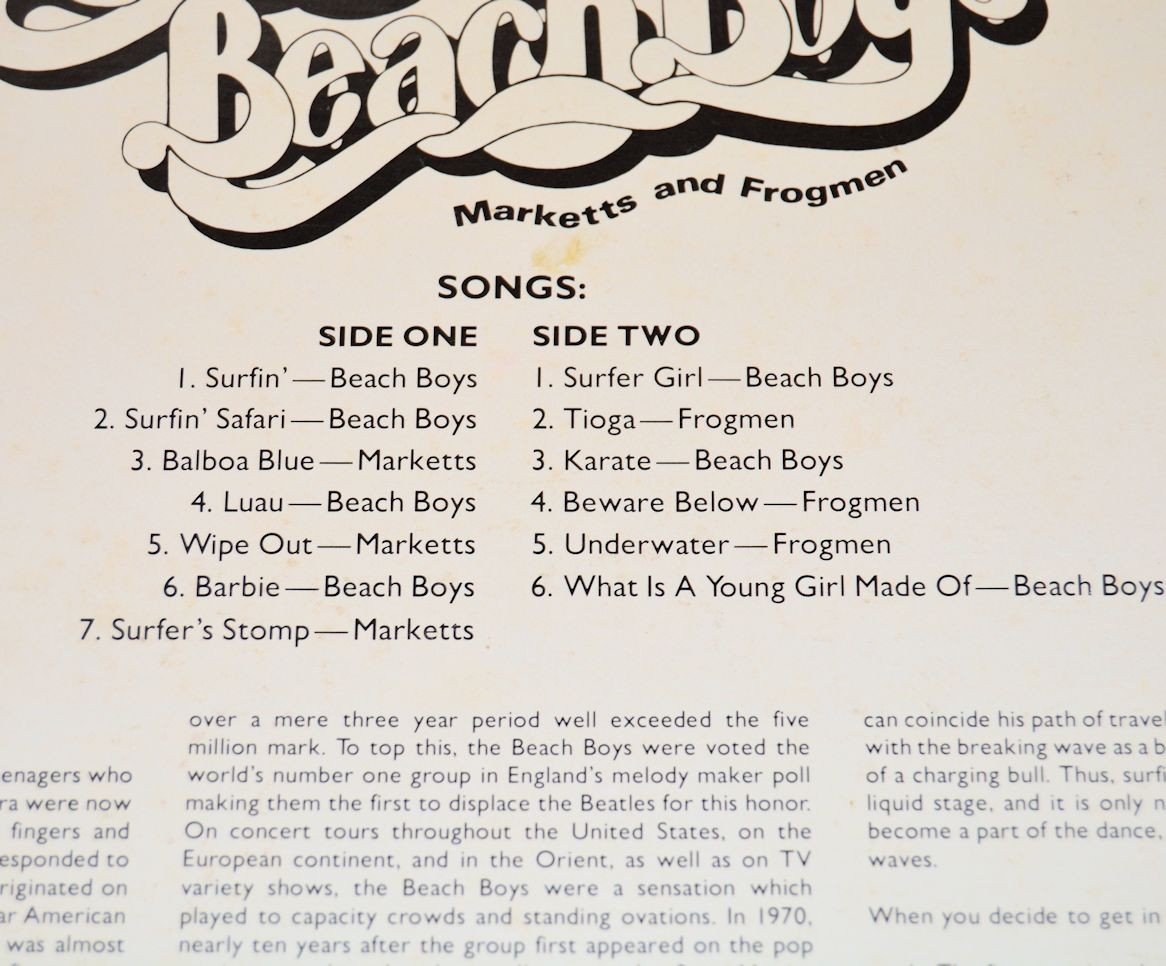 Beach Boys
Marketts and Frogmen
SONGS:
SIDE ONE
1. Surfin'—Beach Boys
2. Surfin' Safari—Beach Boys
3. Balboa Blue—Marketts
4. Luau—Beach Boys
5. Wipe Out—Marketts
6. Barbie—Beach Boys
7. Surfer's Stomp—Marketts
SIDE TWO
1. Surfer Girl—Beach Boys
2. Tioga—Frogmen
3. Karate—Beach Boys
4. Beware Below—Frogmen
5. Underwater—Frogmen
6. What Is A Young Girl Made Of—Beach Boys
enagers who
ra were now
fingers and
esponded to
riginated on
ar American
was almost
over a mere three year period well exceeded the five
million mark. To top this, the Beach Boys were voted the
world's number one group in England's melody maker poll
making them the first to displace the Beatles for this honor.
On concert tours throughout the United States, on the
European continent, and in the Orient, as well as on TV
variety shows, the Beach Boys were a sensation which
played to capacity crowds and standing ovations. In 1970,
nearly ten years after the group first appeared on the pop
can coincide his path of travel
with the breaking wave as a b
of a charging bull. Thus, surfi
liquid stage, and it is only n
become a part of the dance,
waves.
When you decide to get in